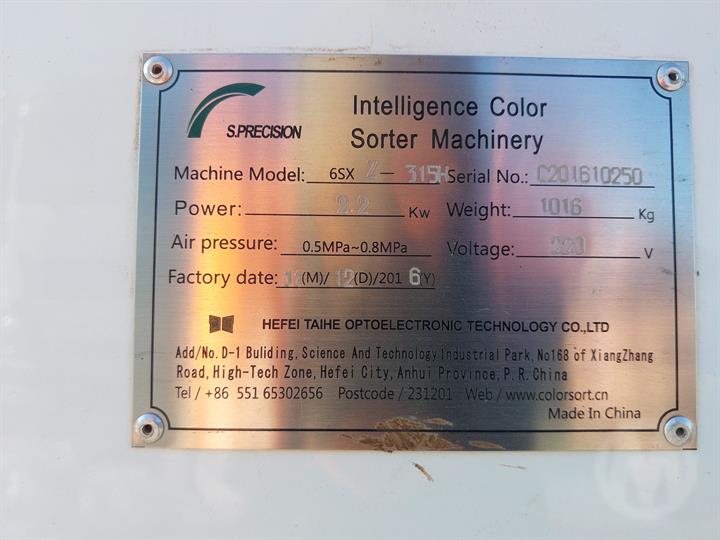 S.PRECISION
Intelligence Color
Sorter Machinery
Machine Model: 6SX Z-315H Serial No.: C201610250
Power: 2.2 Kw Weight: 1016 Kg
Air pressure: 0.5MPa~0.8MPa Voltage: 220 V
Factory date: (M)/12(D)/2016(Y)
HEFEI TAIHE OPTOELECTRONIC TECHNOLOGY CO.,LTD
Add/No. D-1 Buliding, Science And Technology Industrial Park, No168 of XiangZhang
Road, High-Tech Zone, Hefei City, Anhui Province, P.R. China
Tel / +86 551 65302656 Postcode / 231201 Web / www.colorsort.cn
Made In China